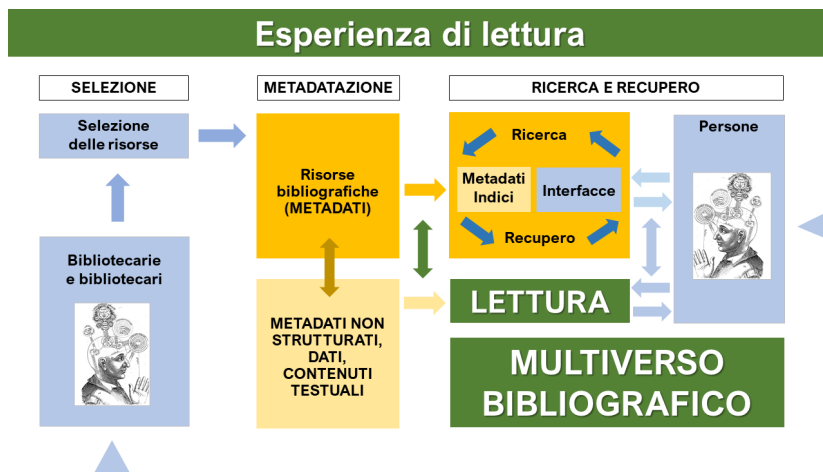 Esperienza di lettura
SELEZIONE
METADATAZIONE
RICERCA E RECUPERO
Selezione
delle risorse
Bibliotecarie
e bibliotecari
Risorse
bibliografiche
(METADATI)
METADATI NON
STRUTTURATI,
DATI,
CONTENUTI
TESTUALI
Ricerca
Metadati
Indici
Interfacce
Recupero
Persone
LETTURA
MULTIVERSO
BIBLIOGRAFICO